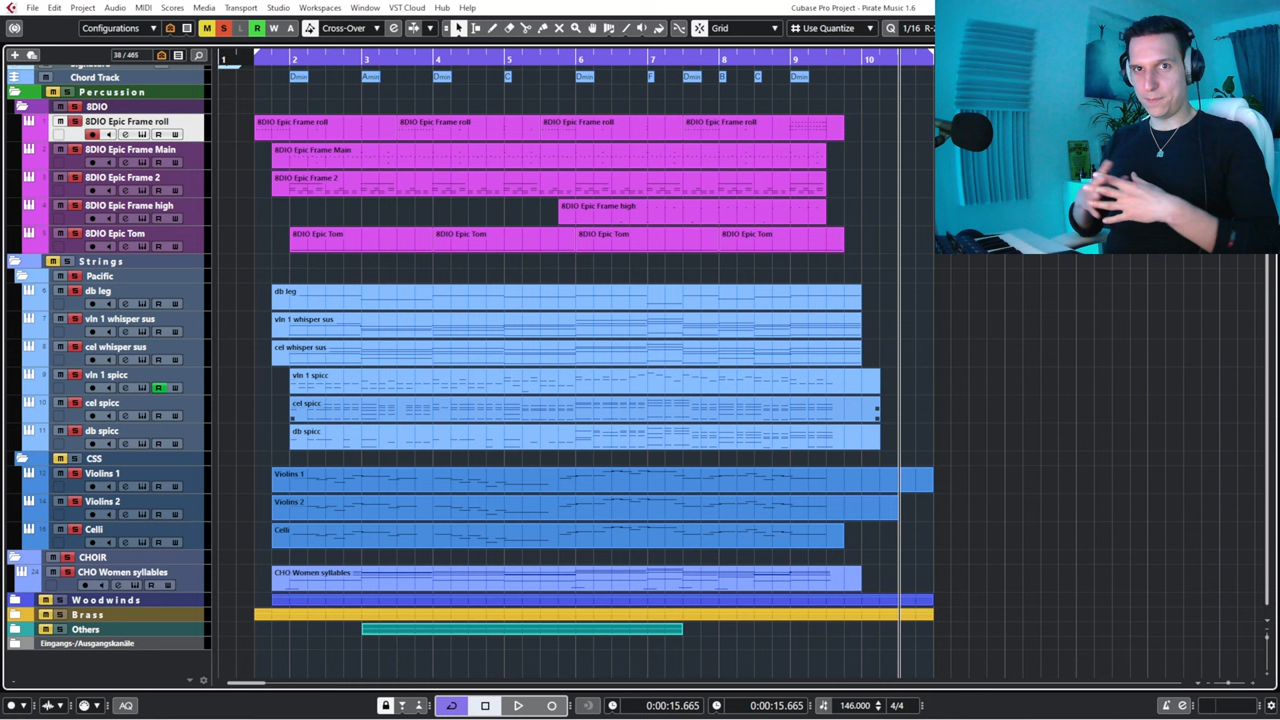 File Edit Project Audio MIDI Scores Media Transport Studio Workspaces Window VST Cloud Hub Help
Cubase Pro Project - Pirate Music 1.6
Configurations M S L R W A Cross-Over Grid Use Quantize Q 1/16
38 / 465
1 2 3 4 5 6 7 8 9 10
Chord Track
Dmin Amin Dmin C Dmin F Dmin B C Dmin
m S Percussion
m S 8DIO
1 m S 8DIO Epic Frame roll
8DIO Epic Frame roll 8DIO Epic Frame roll 8DIO Epic Frame roll 8DIO Epic Frame roll
2 m S 8DIO Epic Frame Main
8DIO Epic Frame Main
m S 8DIO Epic Frame 2
8DIO Epic Frame 2
m S 8DIO Epic Frame high
8DIO Epic Frame high
m S 8DIO Epic Tom
8DIO Epic Tom 8DIO Epic Tom 8DIO Epic Tom 8DIO Epic Tom
m S Strings
m S Pacific
m S db leg
db leg
7 m S vln 1 whisper sus
vln 1 whisper sus
8 m S cel whisper sus
cel whisper sus
9 m S vln 1 spicc
vln 1 spicc
10 m S cel spicc
cel spicc
11 m S db spicc
db spicc
m S CSS
m S Violins 1
Violins 1
14 m S Violins 2
Violins 2
m S Celli
Celli
m S CHOIR
24 m S CHO Women syllables
CHO Women syllables
m S Woodwinds
m S Brass
m S Others
Eingangs-/Ausgangskanäle
AQ 0:00:15.665 0:00:15.665 146.000 4/4